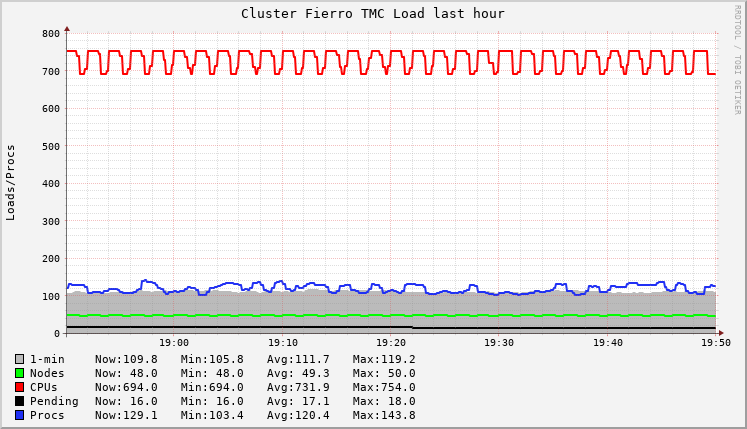 Cluster Fierro TMC Load last hour
RRDTOOL / TOBI OETIKER
Loads/Procs
800
700
600
500
400
300
200
100
0
19:00 19:10 19:20 19:30 19:40 19:50
1-min Now:109.8 Min:105.8 Avg:111.7 Max:119.2
Nodes Now: 48.0 Min: 48.0 Avg: 49.3 Max: 50.0
CPUs Now:694.0 Min:694.0 Avg:731.9 Max:754.0
Pending Now: 16.0 Min: 16.0 Avg: 17.1 Max: 18.0
Procs Now:129.1 Min:103.4 Avg:120.4 Max:143.8